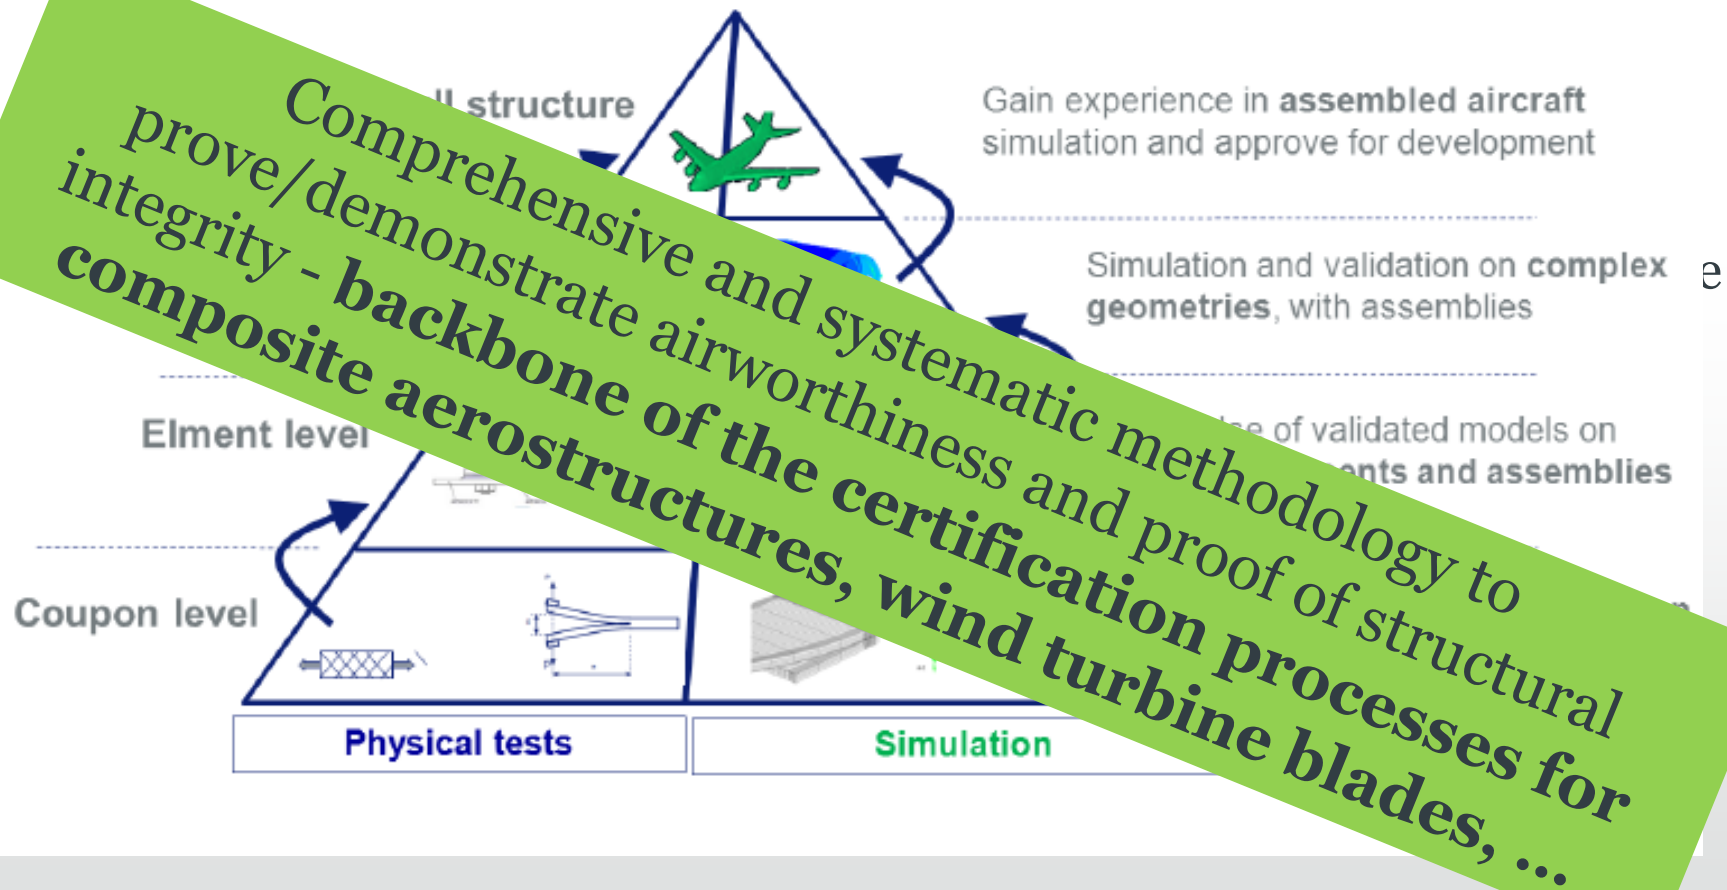 structure
Gain experience in assembled aircraft
simulation and approve for development
Simulation and validation on complex
geometries, with assemblies
e
Elment level
of validated models on
and assemblies
Coupon level
Physical tests
Simulation
Comprehensive and systematic methodology to
prove/demonstrate airworthiness and proof of structural
integrity - backbone of the certification processes for
composite aerostructures, wind turbine blades, ...